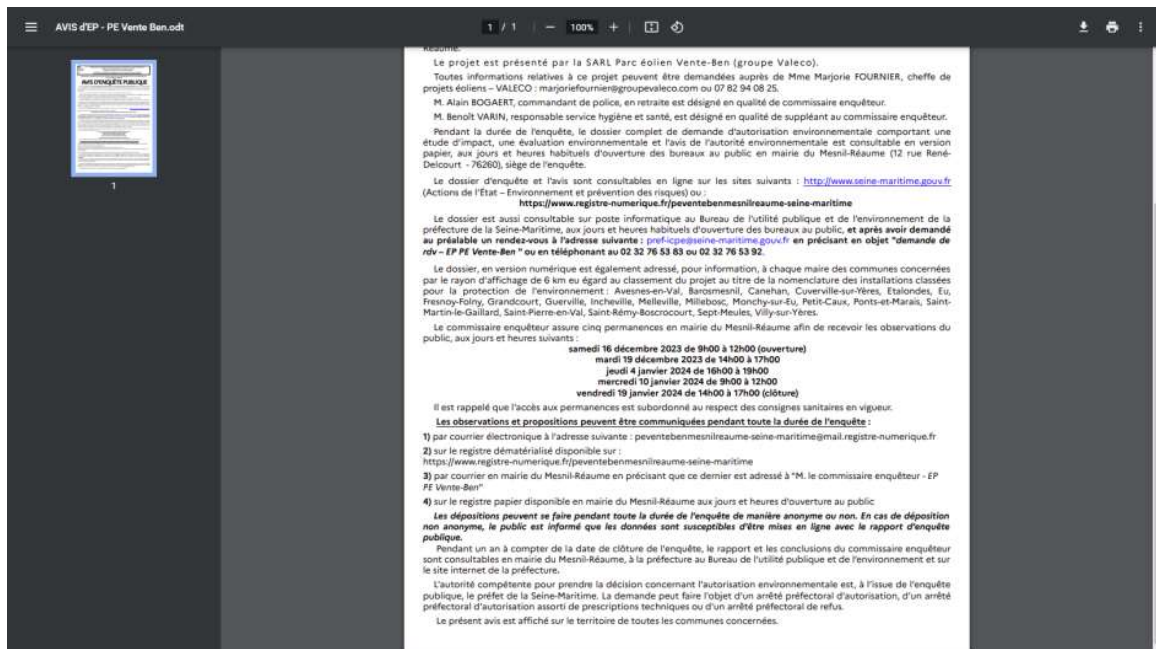 AVIS d'EP - PE Vente Ben.odt
1 / 1
100%
AVIS D'ENQUÊTE PUBLIQUE
1
Réaume.
Le projet est présenté par la SARL Parc éolien Vente-Ben (groupe Valeco).
Toutes informations relatives à ce projet peuvent être demandées auprès de Mme Marjorie FOURNIER, cheffe de
projets éoliens – VALECO : marjoriefournier@groupevaleco.com ou 07 82 94 08 25.
M. Alain BOGAERT, commandant de police, en retraite est désigné en qualité de commissaire enquêteur.
M. Benoît VARIN, responsable service hygiène et santé, est désigné en qualité de suppléant au commissaire enquêteur.
Pendant la durée de l'enquête, le dossier complet de demande d'autorisation environnementale comportant une
étude d'impact, une évaluation environnementale et l'avis de l'autorité environnementale est consultable en version
papier, aux jours et heures habituels d'ouverture des bureaux au public en mairie du Mesnil-Réaume (12 rue René-
Delcourt - 76260), siège de l'enquête.
Le dossier d'enquête et l'avis sont consultables en ligne sur les sites suivants : http://www.seine-maritime.gouv.fr
(Actions de l'État – Environnement et prévention des risques) ou :
https://www.registre-numerique.fr/peventebenmesnilreaume-seine-maritime
Le dossier est aussi consultable sur poste informatique au Bureau de l'utilité publique et de l'environnement de la
préfecture de la Seine-Maritime, aux jours et heures habituels d'ouverture des bureaux au public, et après avoir demandé
au préalable un rendez-vous à l'adresse suivante : pref-icpe@seine-maritime.gouv.fr en précisant en objet "demande de
rdv – EP PE Vente-Ben " ou en téléphonant au 02 32 76 53 83 ou 02 32 76 53 92.
Le dossier, en version numérique est également adressé, pour information, à chaque maire des communes concernées
par le rayon d'affichage de 6 km eu égard au classement du projet au titre de la nomenclature des installations classées
pour la protection de l'environnement : Avesnes-en-Val, Baromesnil, Canehan, Cuverville-sur-Yères, Etalondes, Eu,
Fresnoy-Folny, Grandcourt, Guerville, Incheville, Melleville, Millebosc, Monchy-sur-Eu, Petit-Caux, Ponts-et-Marais, Saint-
Martin-le-Gaillard, Saint-Pierre-en-Val, Saint-Rémy-Boscrocourt, Sept-Meules, Villy-sur-Yères.
Le commissaire enquêteur assure cinq permanences en mairie du Mesnil-Réaume afin de recevoir les observations du
public, aux jours et heures suivants :
samedi 16 décembre 2023 de 9h00 à 12h00 (ouverture)
mardi 19 décembre 2023 de 14h00 à 17h00
jeudi 4 janvier 2024 de 16h00 à 19h00
mercredi 10 janvier 2024 de 9h00 à 12h00
vendredi 19 janvier 2024 de 14h00 à 17h00 (clôture)
Il est rappelé que l'accès aux permanences est subordonné au respect des consignes sanitaires en vigueur.
Les observations et propositions peuvent être communiquées pendant toute la durée de l'enquête :
1) par courrier électronique à l'adresse suivante : peventebenmesnilreaume-seine-maritime@mail.registre-numerique.fr
2) sur le registre dématérialisé disponible sur :
https://www.registre-numerique.fr/peventebenmesnilreaume-seine-maritime
3) par courrier en mairie du Mesnil-Réaume en précisant que ce dernier est adressé à "M. le commissaire enquêteur - EP
PE Vente-Ben"
4) sur le registre papier disponible en mairie du Mesnil-Réaume aux jours et heures d'ouverture au public
Les dépositions peuvent se faire pendant toute la durée de l'enquête de manière anonyme ou non. En cas de déposition
non anonyme, le public est informé que les données sont susceptibles d'être mises en ligne avec le rapport d'enquête
publique.
Pendant un an à compter de la date de clôture de l'enquête, le rapport et les conclusions du commissaire enquêteur
sont consultables en mairie du Mesnil-Réaume, à la préfecture au Bureau de l'utilité publique et de l'environnement et sur
le site internet de la préfecture.
L'autorité compétente pour prendre la décision concernant l'autorisation environnementale est, à l'issue de l'enquête
publique, le préfet de la Seine-Maritime. La demande peut faire l'objet d'un arrêté préfectoral d'autorisation, d'un arrêté
préfectoral d'autorisation assorti de prescriptions techniques ou d'un arrêté préfectoral de refus.
Le présent avis est affiché sur le territoire de toutes les communes concernées.